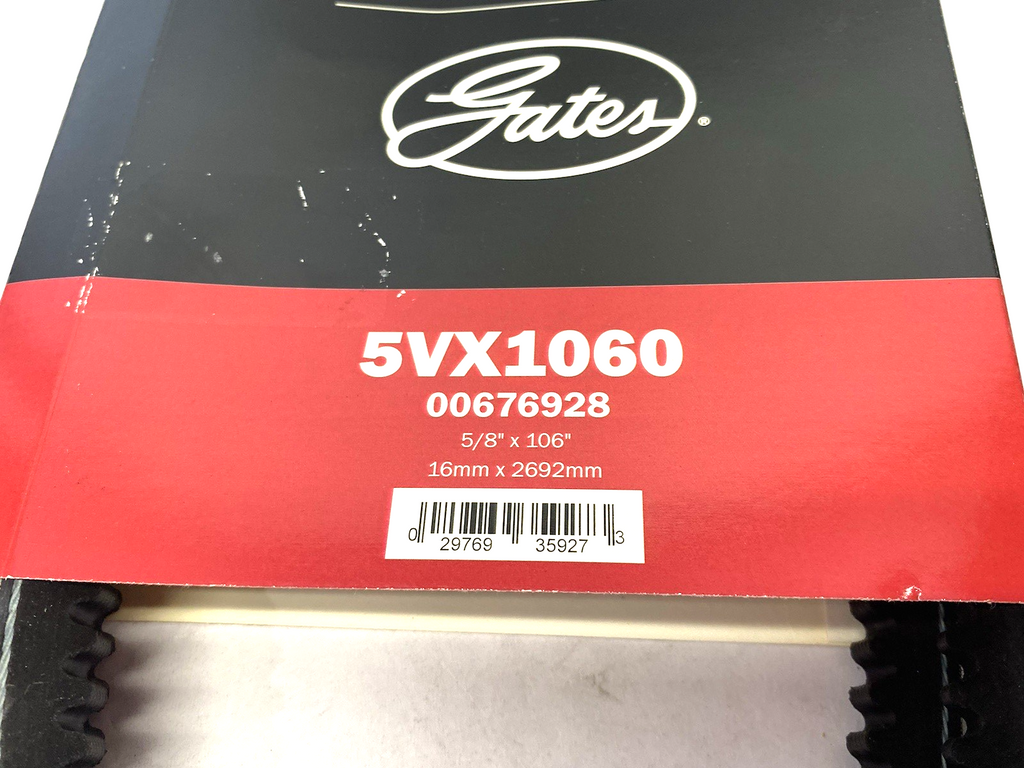 Gates®
5VX1060
00676928
5/8" x 106"
16mm x 2692mm
0 29769 35927 3